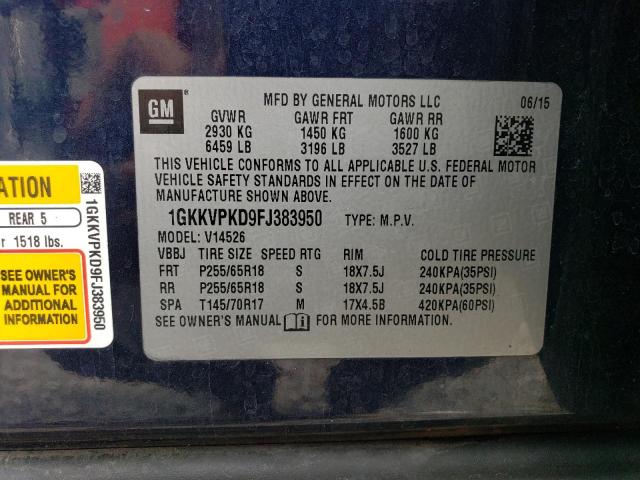 GM
MFD BY GENERAL MOTORS LLC 06/15
GVWR GAWR FRT GAWR RR
2930 KG 1450 KG 1600 KG
6459 LB 3196 LB 3527 LB
THIS VEHICLE CONFORMS TO ALL APPLICABLE U.S. FEDERAL MOTOR
VEHICLE SAFETY STANDARDS IN EFFECT ON THE DATE OF
MANUFACTURE SHOWN ABOVE.
1GKKVPKD9FJ383950 TYPE: M.P.V.
MODEL: V14526
VBBJ TIRE SIZE SPEED RTG RIM COLD TIRE PRESSURE
FRT P255/65R18 S 18X7.5J 240KPA(35PSI)
RR P255/65R18 S 18X7.5J 240KPA(35PSI)
SPA T145/70R17 M 17X4.5B 420KPA(60PSI)
SEE OWNER'S MANUAL FOR MORE INFORMATION.
REAR 5
1518 lbs.
SEE OWNER'S
MANUAL FOR
ADDITIONAL
INFORMATION
1GKKVPKD9FJ383950